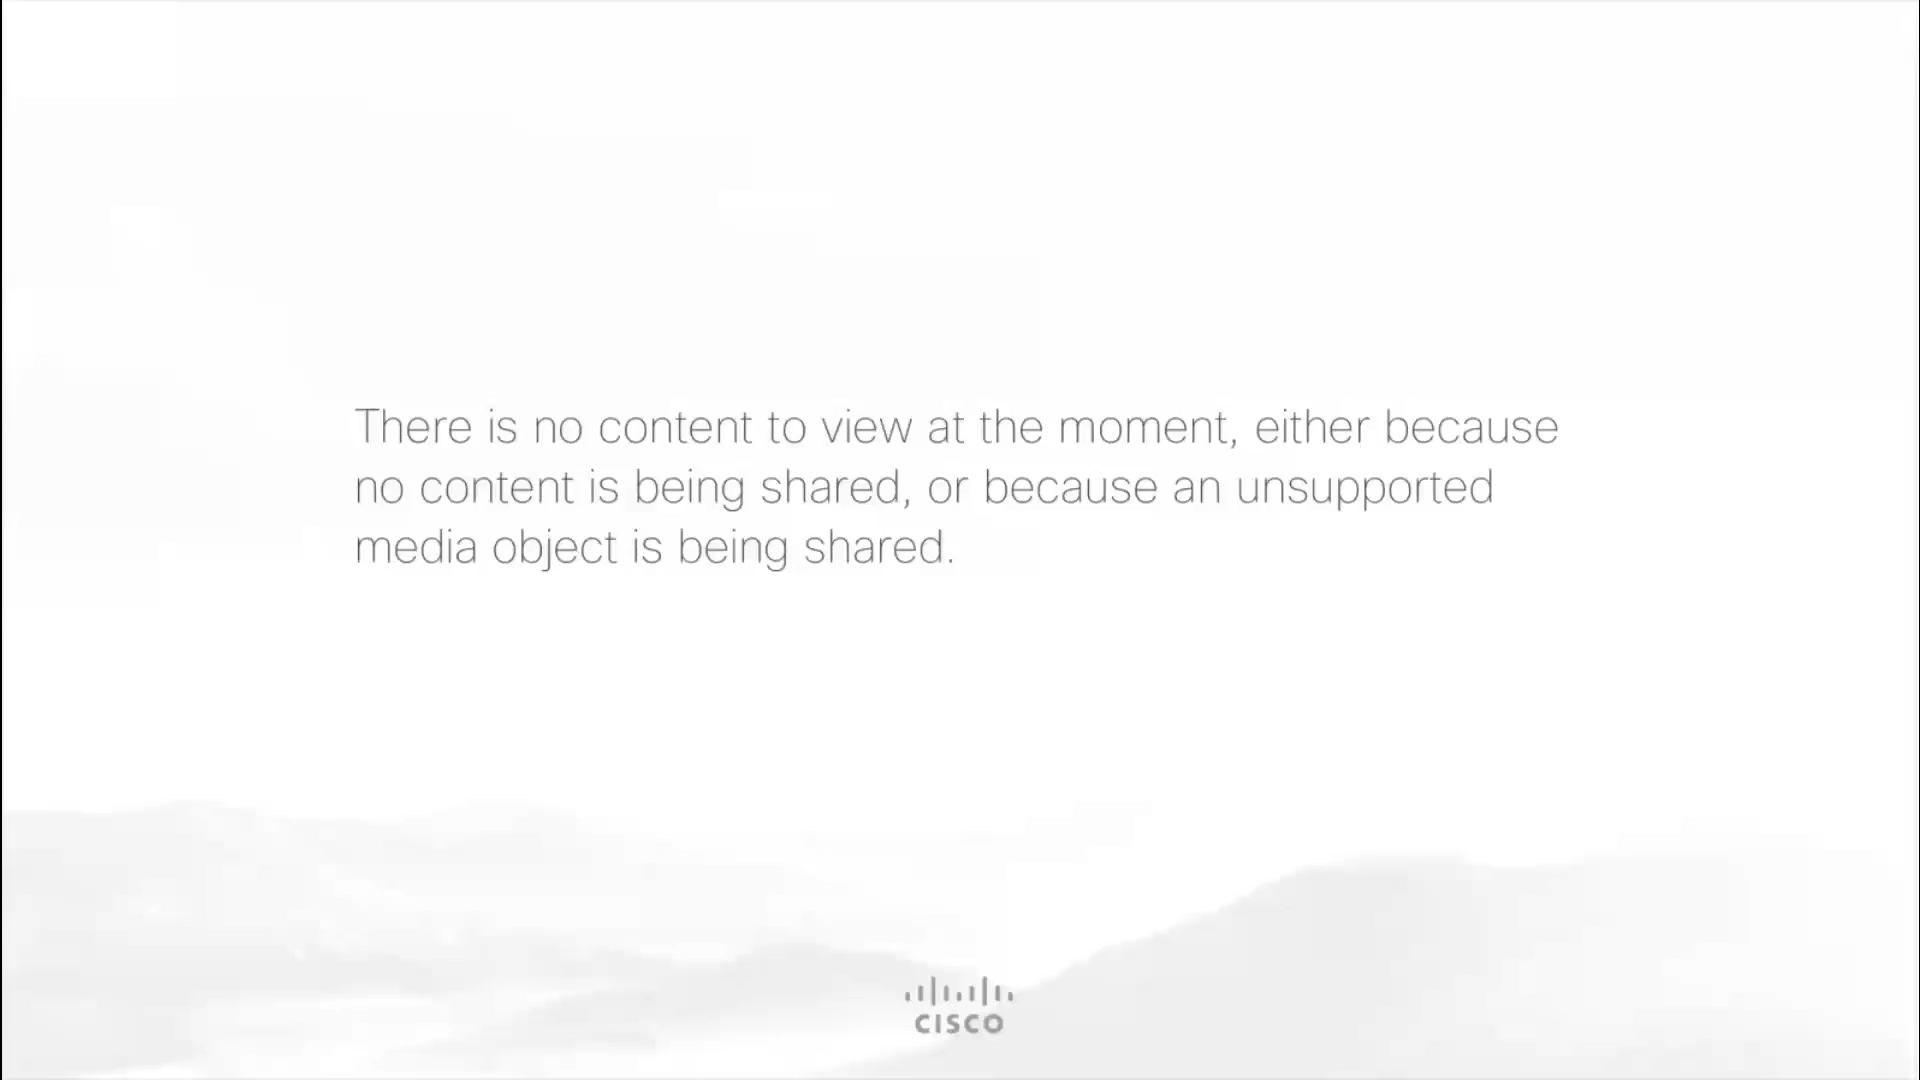 There is no content to view at the moment, either because
no content is being shared, or because an unsupported
media object is being shared.
CISCO